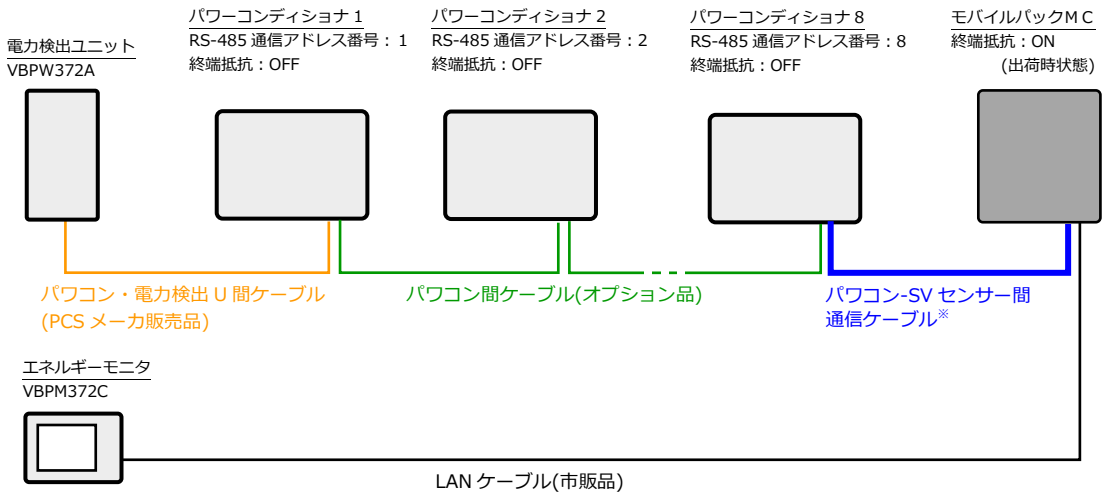 電力検出ユニット
VBPW372A
パワーコンディショナ 1
RS-485 通信アドレス番号：1
終端抵抗：OFF
パワーコンディショナ 2
RS-485 通信アドレス番号：2
終端抵抗：OFF
パワーコンディショナ 8
RS-485 通信アドレス番号：8
終端抵抗：OFF
モバイルパックＭＣ
終端抵抗：ON
(出荷時状態)
パワコン・電力検出 U 間ケーブル
(PCS メーカ販売品)
パワコン間ケーブル(オプション品)
パワコン-SV センサー間
通信ケーブル※
エネルギーモニタ
VBPM372C
LAN ケーブル(市販品)